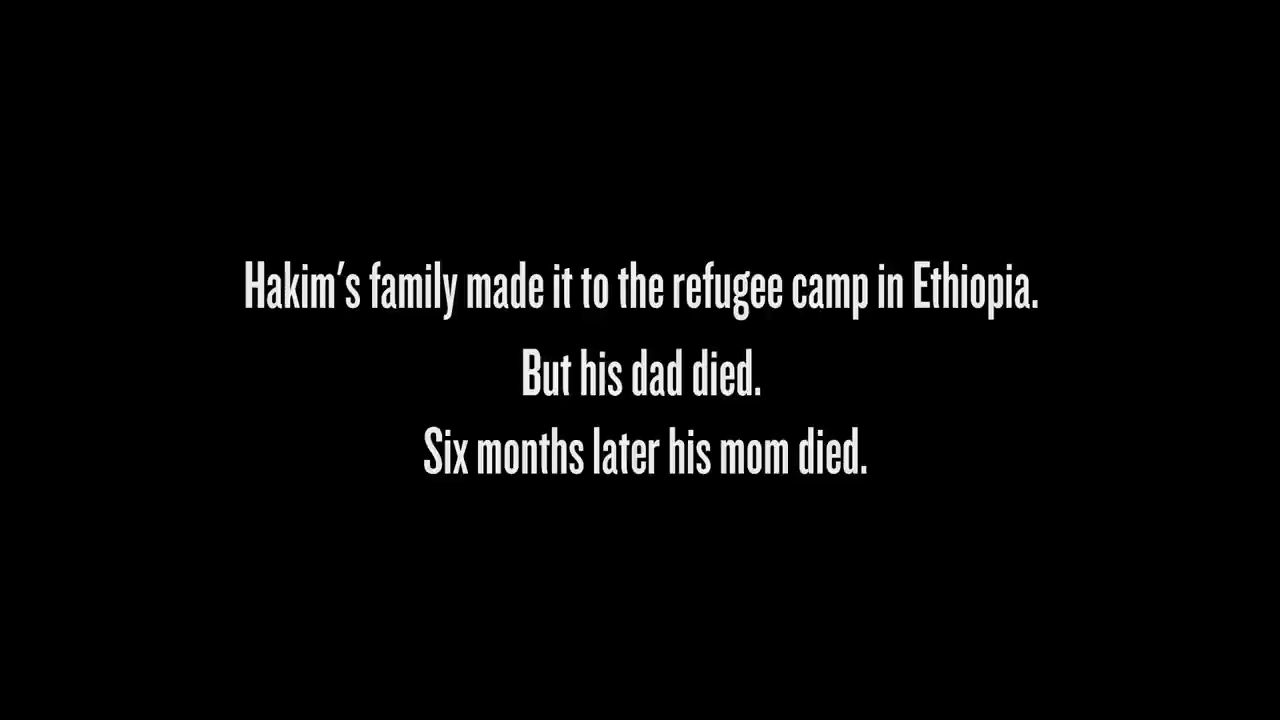 Hakim's family made it to the refugee camp in Ethiopia.
But his dad died.
Six months later his mom died.